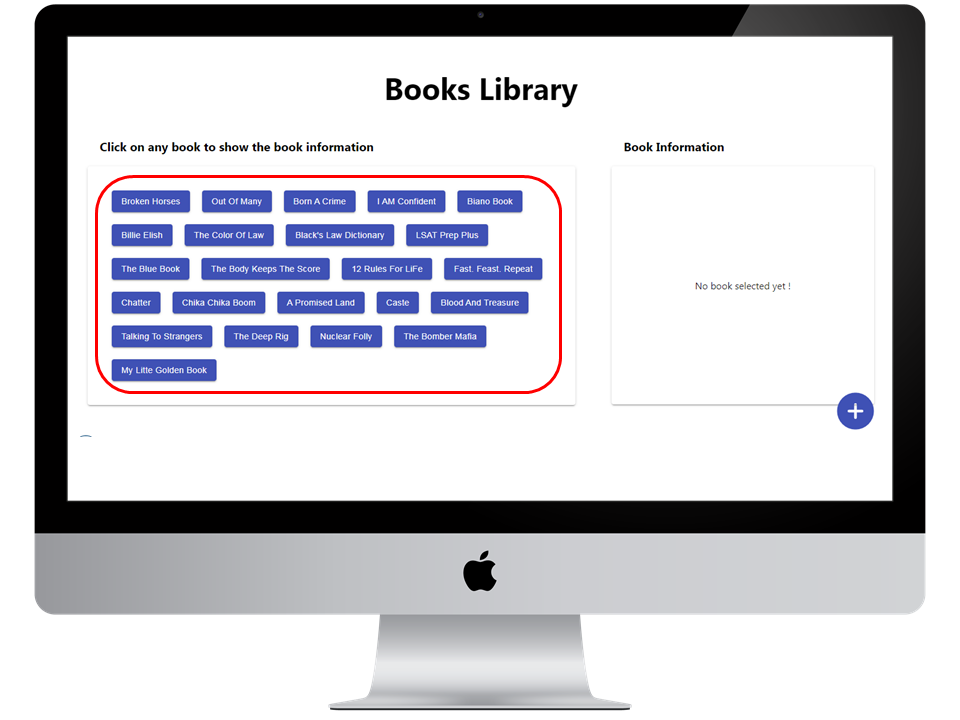 Books Library
Click on any book to show the book information
Book Information
Broken Horses Out Of Many Born A Crime I AM Confident Biano Book
Billie Elish The Color Of Law Black's Law Dictionary LSAT Prep Plus
The Blue Book The Body Keeps The Score 12 Rules For LiFe Fast. Feast. Repeat
Chatter Chika Chika Boom A Promised Land Caste Blood And Treasure
Talking To Strangers The Deep Rig Nuclear Folly The Bomber Mafia
My Litte Golden Book
No book selected yet !
+